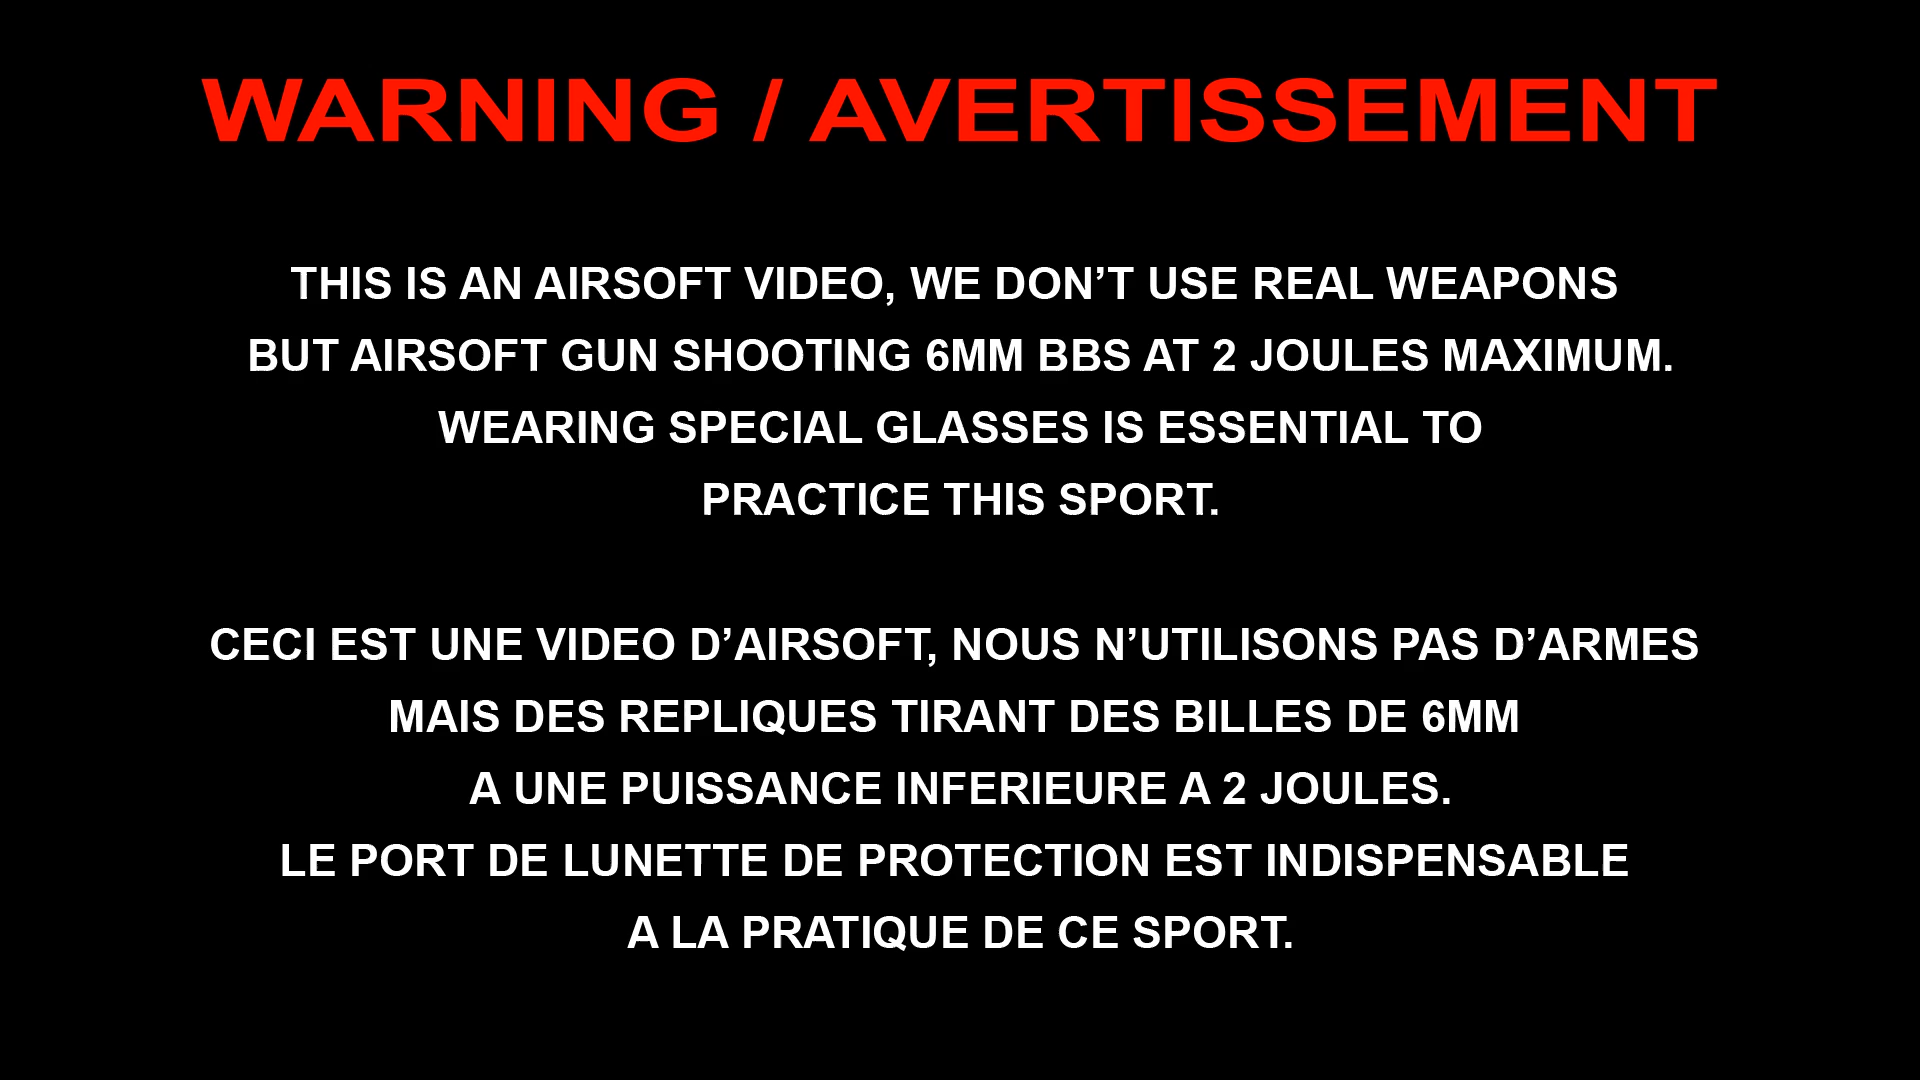 WARNING / AVERTISSEMENT
THIS IS AN AIRSOFT VIDEO, WE DON’T USE REAL WEAPONS
BUT AIRSOFT GUN SHOOTING 6MM BBS AT 2 JOULES MAXIMUM.
WEARING SPECIAL GLASSES IS ESSENTIAL TO
PRACTICE THIS SPORT.
CECI EST UNE VIDEO D’AIRSOFT, NOUS N’UTILISONS PAS D’ARMES
MAIS DES REPLIQUES TIRANT DES BILLES DE 6MM
A UNE PUISSANCE INFERIEURE A 2 JOULES.
LE PORT DE LUNETTE DE PROTECTION EST INDISPENSABLE
A LA PRATIQUE DE CE SPORT.